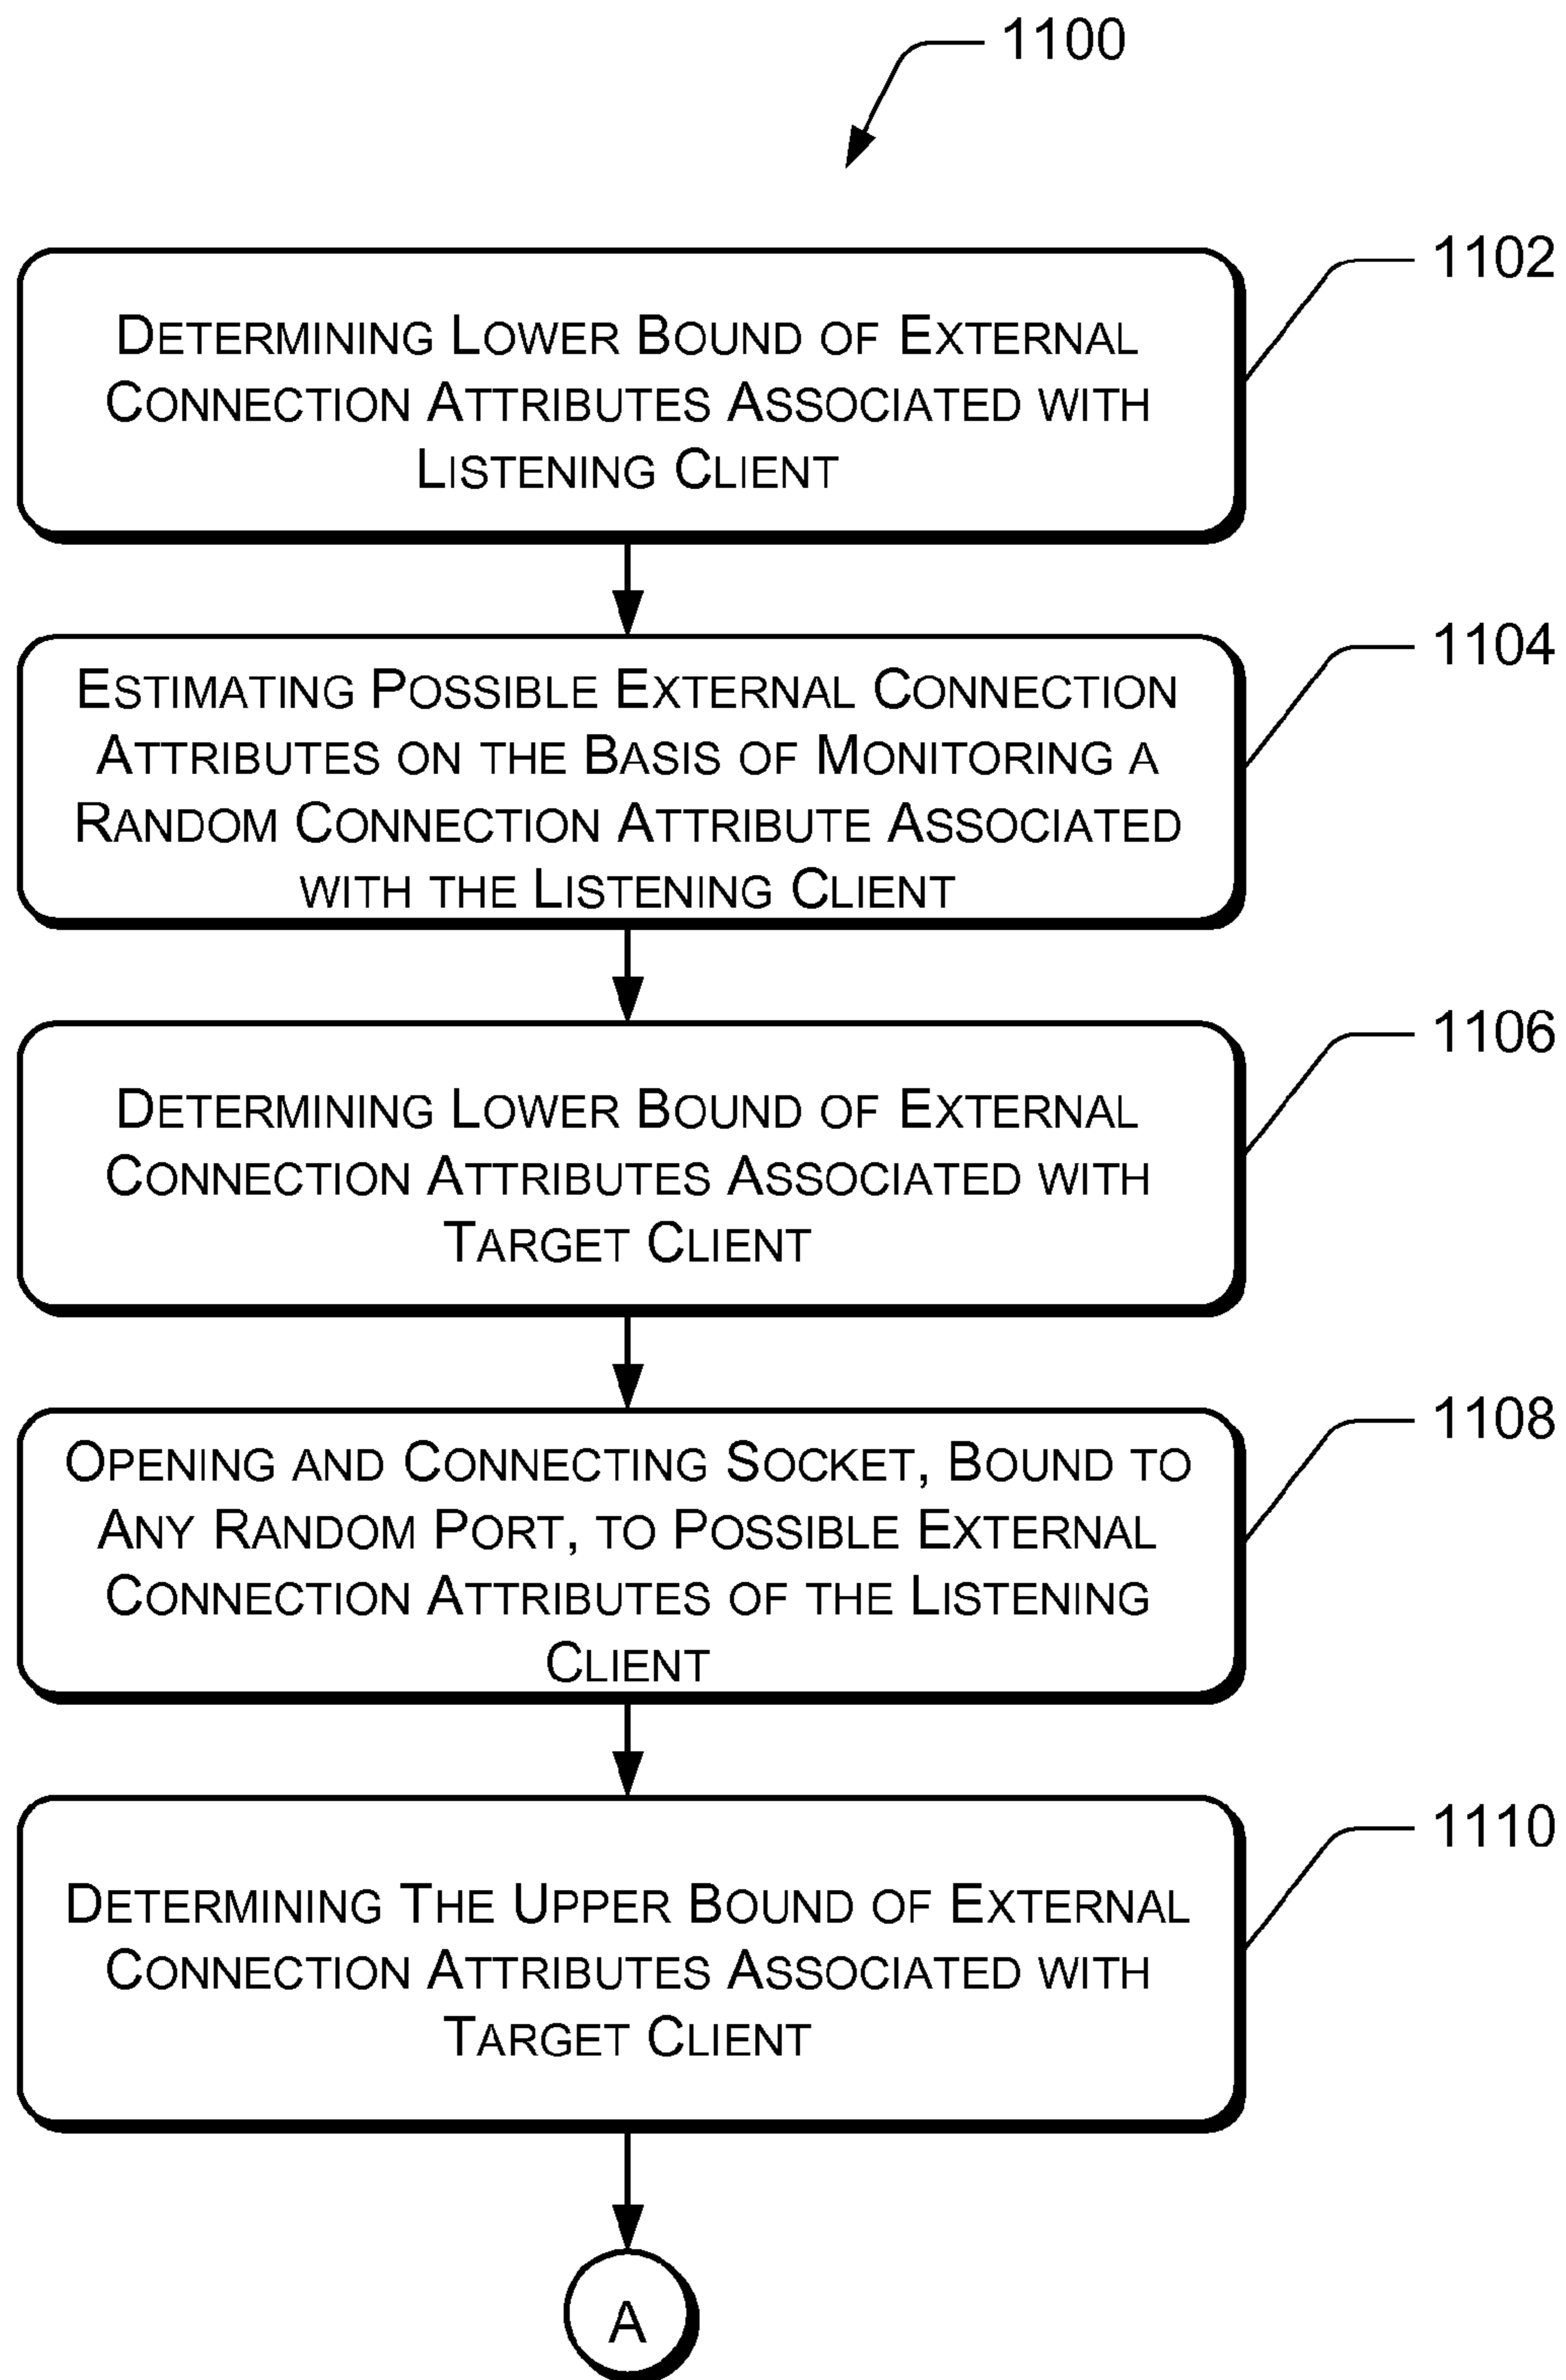 1100
1102
DETERMINING LOWER BOUND OF EXTERNAL
CONNECTION ATTRIBUTES ASSOCIATED WITH
LISTENING CLIENT
1104
ESTIMATING POSSIBLE EXTERNAL CONNECTION
ATTRIBUTES ON THE BASIS OF MONITORING A
RANDOM CONNECTION ATTRIBUTE ASSOCIATED
WITH THE LISTENING CLIENT
1106
DETERMINING LOWER BOUND OF EXTERNAL
CONNECTION ATTRIBUTES ASSOCIATED WITH
TARGET CLIENT
1108
OPENING AND CONNECTING SOCKET, BOUND TO
ANY RANDOM PORT, TO POSSIBLE EXTERNAL
CONNECTION ATTRIBUTES OF THE LISTENING
CLIENT
1110
DETERMINING THE UPPER BOUND OF EXTERNAL
CONNECTION ATTRIBUTES ASSOCIATED WITH
TARGET CLIENT
A